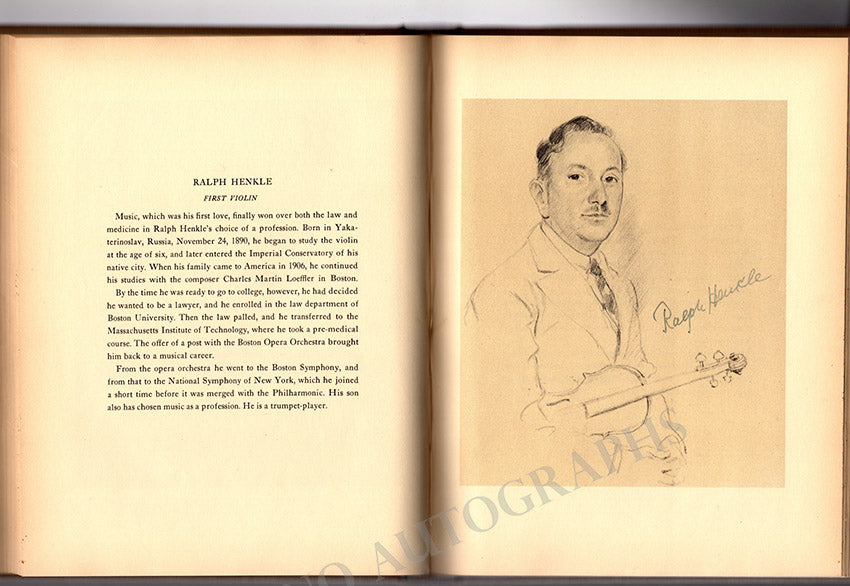 RALPH HENKLE
FIRST VIOLIN
Music, which was his first love, finally won over both the law and
medicine in Ralph Henkle's choice of a profession. Born in Yaka-
terinoslav, Russia, November 24, 1890, he began to study the violin
at the age of six, and later entered the Imperial Conservatory of his
native city. When his family came to America in 1906, he continued
his studies with the composer Charles Martin Loeffler in Boston.
By the time he was ready to go to college, however, he had decided
he wanted to be a lawyer, and he enrolled in the law department of
Boston University. Then the law palled, and he transferred to the
Massachusetts Institute of Technology, where he took a pre-medical
course. The offer of a post with the Boston Opera Orchestra brought
him back to a musical career.
From the opera orchestra he went to the Boston Symphony, and
from that to the National Symphony of New York, which he joined
a short time before it was merged with the Philharmonic. His son
also has chosen music as a profession. He is a trumpet-player.
Ralph Henkle
AUTOGRAPHS